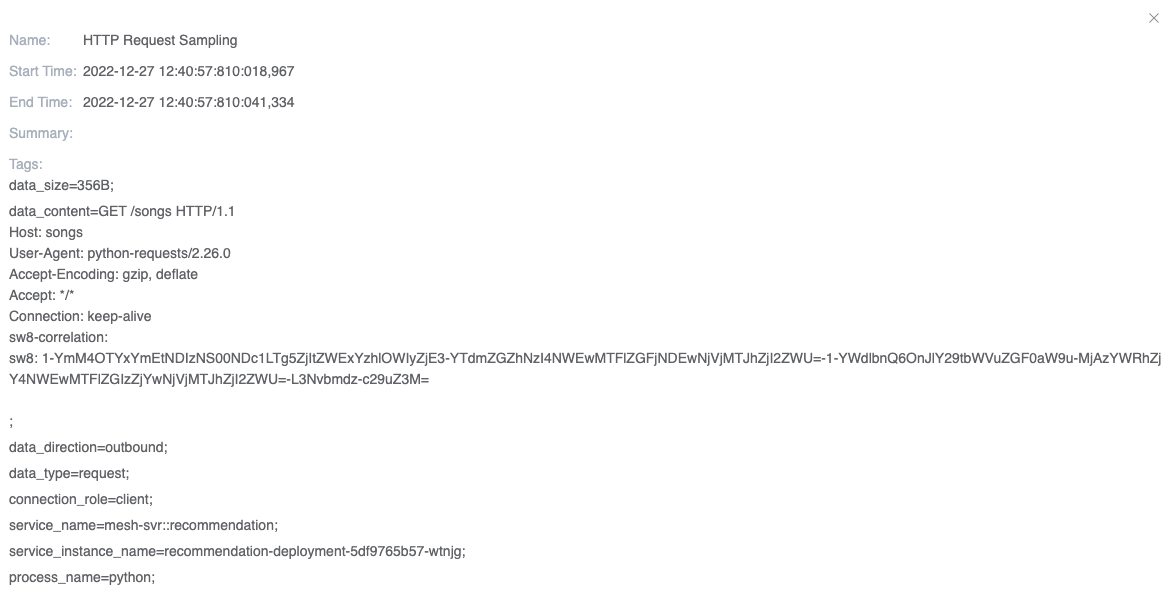 Name: HTTP Request Sampling
Start Time: 2022-12-27 12:40:57:810:018,967
End Time: 2022-12-27 12:40:57:810:041,334
Summary:
Tags:
data_size=356B;
data_content=GET /songs HTTP/1.1
Host: songs
User-Agent: python-requests/2.26.0
Accept-Encoding: gzip, deflate
Accept: */*
Connection: keep-alive
sw8-correlation:
sw8: 1-YmM4OTYxYmEtNDIzNS00NDc1LTg5ZjItZWExYzhlOWIyZjE3-YTdmZGZhNzI4NWEwMTFlZGFjNDEwNjVjMTJhZjI2ZWU=-1-YWdlbnQ6OnJlY29tbWVuZGF0aW9u-MjAzYWRhZj
Y4NWEwMTFlZGIzZjYwNjVjMTJhZjI2ZWU=-L3Nvbmdz-c29uZ3M=
;
data_direction=outbound;
data_type=request;
connection_role=client;
service_name=mesh-svr::recommendation;
service_instance_name=recommendation-deployment-5df9765b57-wtnjg;
process_name=python;